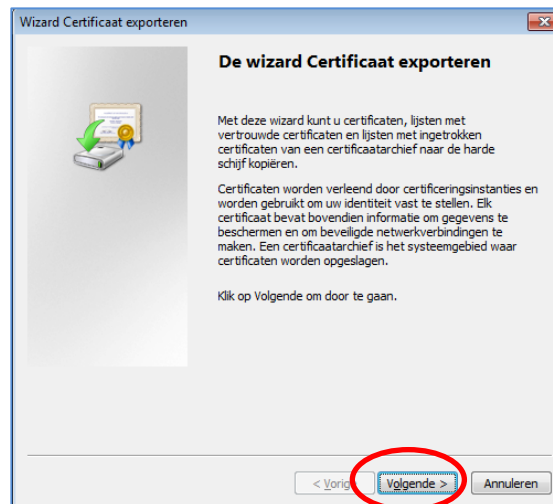 Wizard Certificaat exporteren
De wizard Certificaat exporteren
Met deze wizard kunt u certificaten, lijsten met
vertrouwde certificaten en lijsten met ingetrokken
certificaten van een certificaatarchief naar de harde
schijf kopiëren.
Certificaten worden verleend door certificeringsinstanties en
worden gebruikt om uw identiteit vast te stellen. Elk
certificaat bevat bovendien informatie om gegevens te
beschermen en om beveiligde netwerkverbindingen te
maken. Een certificaatarchief is het systeemgebied waar
certificaten worden opgeslagen.
Klik op Volgende om door te gaan.
< Vorig Volgende > Annuleren